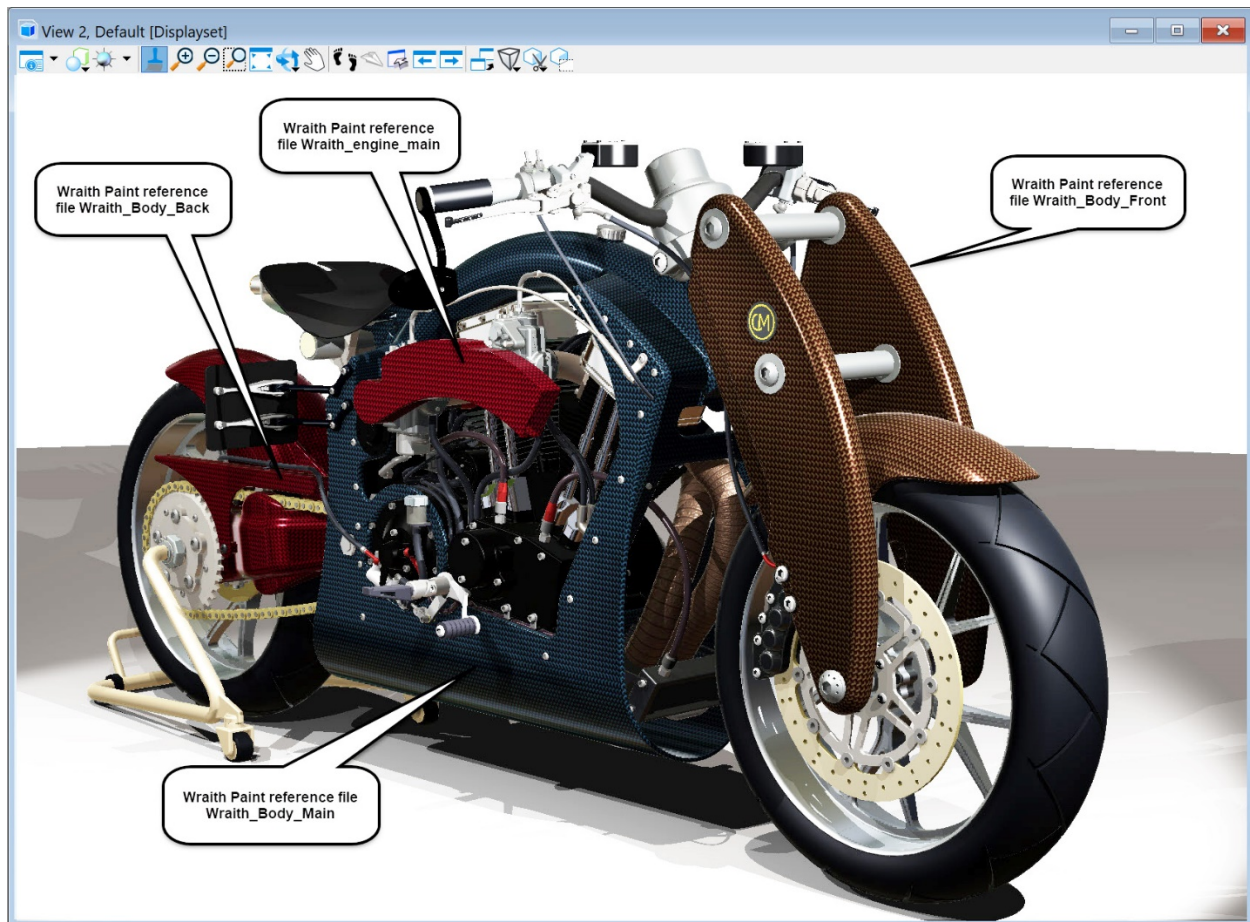 View 2, Default [Displayset]
Wraith Paint reference
file Wraith_engine_main
Wraith Paint reference
file Wraith_Body_Back
Wraith Paint reference
file Wraith_Body_Front
CM
Wraith Paint reference file
Wraith_Body_Main